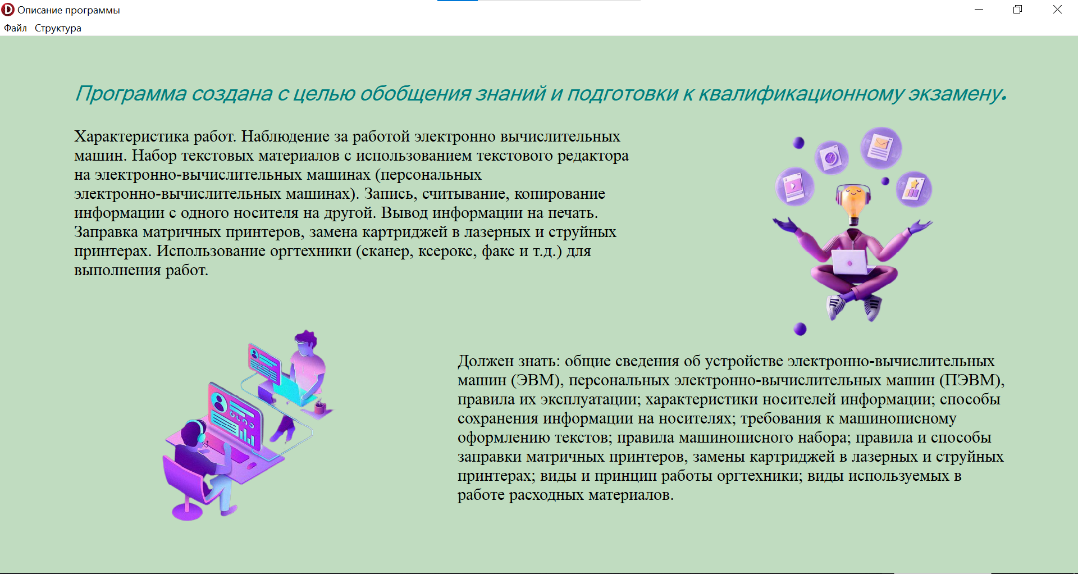 Описание программы
Файл Структура
Программа создана с целью обобщения знаний и подготовки к квалификационному экзамену.
Характеристика работ. Наблюдение за работой электронно вычислительных
машин. Набор текстовых материалов с использованием текстового редактора
на электронно-вычислительных машинах (персональных
электронно-вычислительных машинах). Запись, считывание, копирование
информации с одного носителя на другой. Вывод информации на печать.
Заправка матричных принтеров, замена картриджей в лазерных и струйных
принтерах. Использование оргтехники (сканер, ксерокс, факс и т.д.) для
выполнения работ.
Должен знать: общие сведения об устройстве электронно-вычислительных
машин (ЭВМ), персональных электронно-вычислительных машин (ПЭВМ),
правила их эксплуатации; характеристики носителей информации; способы
сохранения информации на носителях; требования к машинописному
оформлению текстов; правила машинописного набора; правила и способы
заправки матричных принтеров, замены картриджей в лазерных и струйных
принтерах; виды и принцип работы оргтехники; виды используемых в
работе расходных материалов.